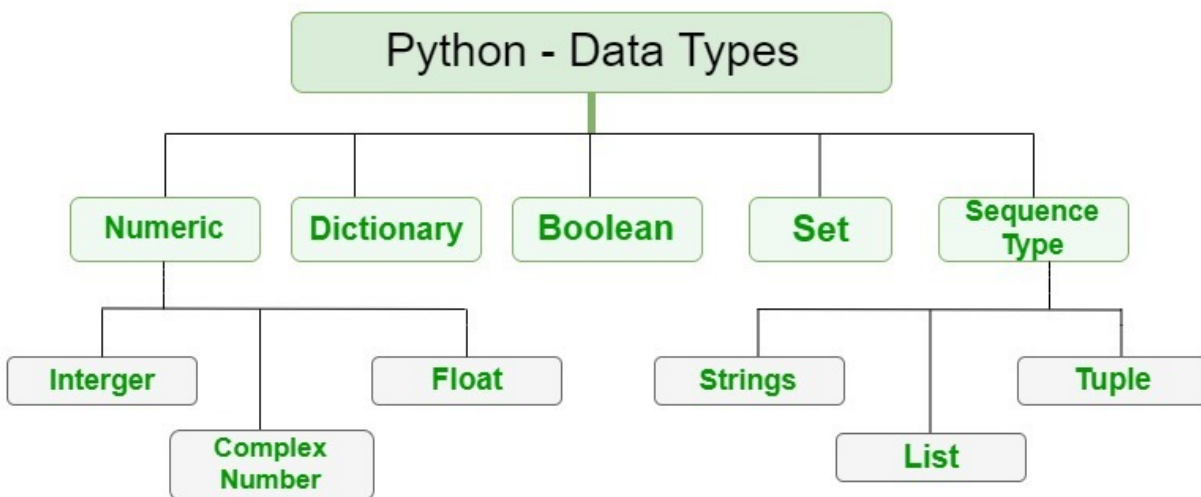 Python - Data Types
Numeric
Dictionary
Boolean
Set
Sequence
Type
Interger
Complex
Number
Float
Strings
List
Tuple